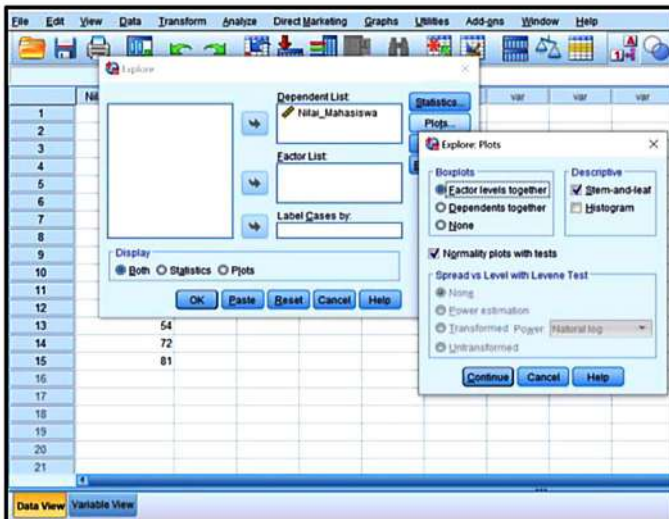 File Edit View Data Transform Analyze Direct Marketing Graphs Utilities Add-ons Window Help
Explore
Dependent List:
Nilai_Mahasiswa
Statistics...
Plots...
Factor List:
Label Cases by:
Display
Both Statistics Plots
OK Paste Reset Cancel Help
Explore: Plots
Boxplots
Factor levels together
Dependents together
None
Descriptive
Stem-and-leaf
Histogram
Normality plots with tests
Spread vs Level with Levene Test
None
Power estimation
Transformed Power: Natural log
Untransformed
Continue Cancel Help
var var var
1
2
3
4
5
6
7
8
9
10
11
12
13 54
14 72
15 81
16
17
18
19
20
21
Data View Variable View